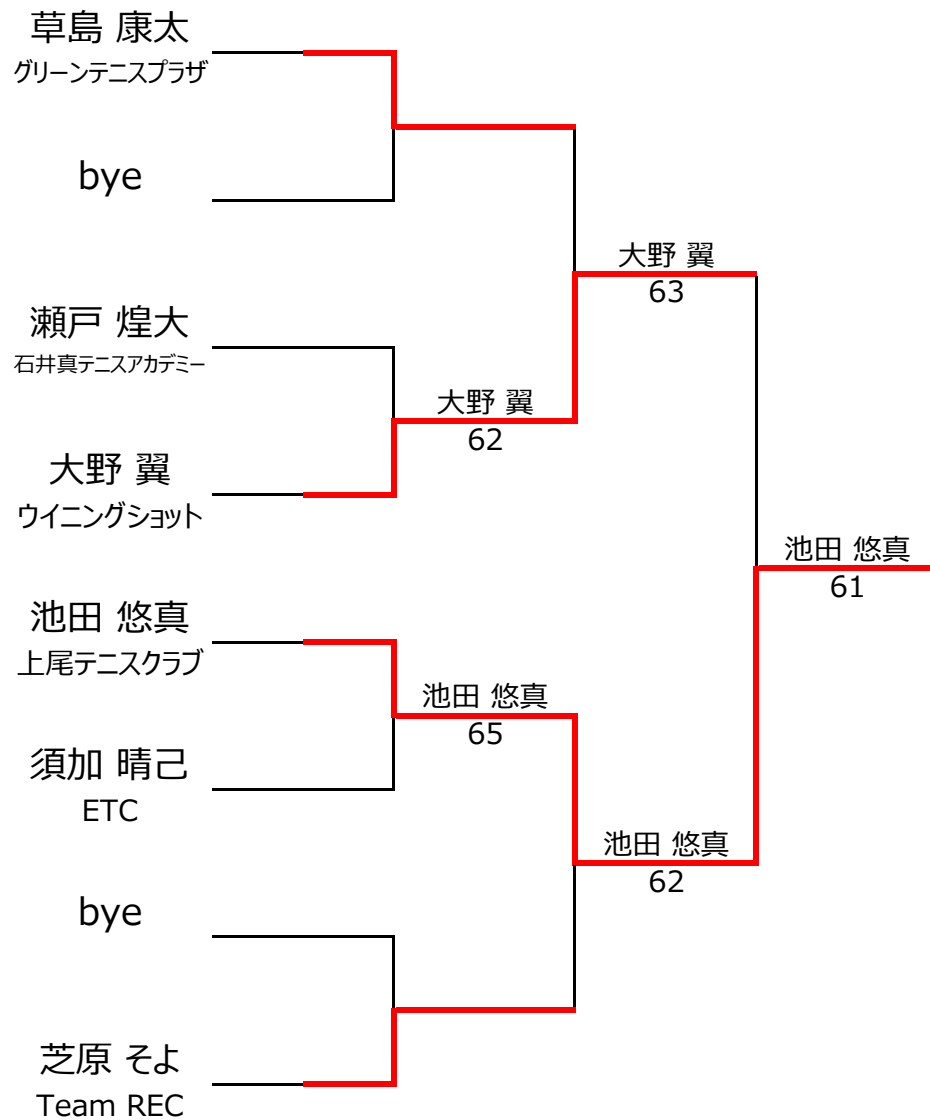 草島 康太
グリーンテニスプラザ
bye
瀬戸 煌大
石井真テニスアカデミー
大野 翼
ウイニングショット
池田 悠真
上尾テニスクラブ
須加 晴己
ETC
bye
芝原 そよ
Team REC
大野 翼
62
池田 悠真
65
大野 翼
63
池田 悠真
62
池田 悠真
61